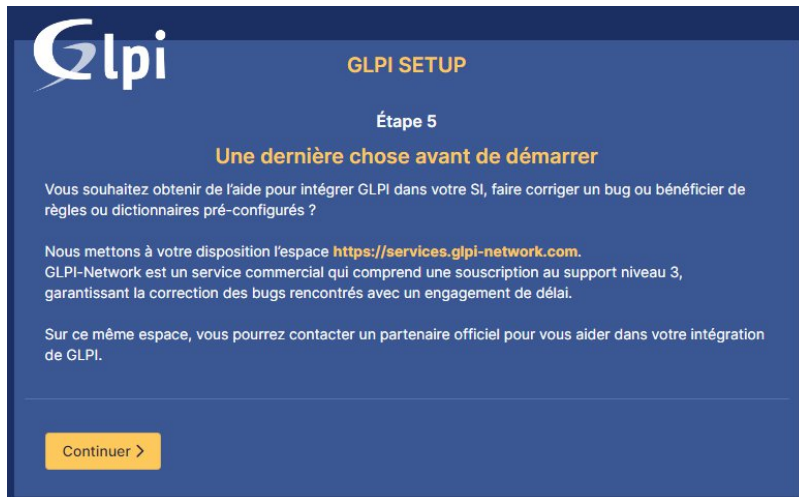 Glpi
GLPI SETUP
Étape 5
Une dernière chose avant de démarrer
Vous souhaitez obtenir de l'aide pour intégrer GLPI dans votre SI, faire corriger un bug ou bénéficier de
règles ou dictionnaires pré-configurés ?
Nous mettons à votre disposition l'espace https://services.glpi-network.com.
GLPI-Network est un service commercial qui comprend une souscription au support niveau 3,
garantissant la correction des bugs rencontrés avec un engagement de délai.
Sur ce même espace, vous pourrez contacter un partenaire officiel pour vous aider dans votre intégration
de GLPI.
Continuer >